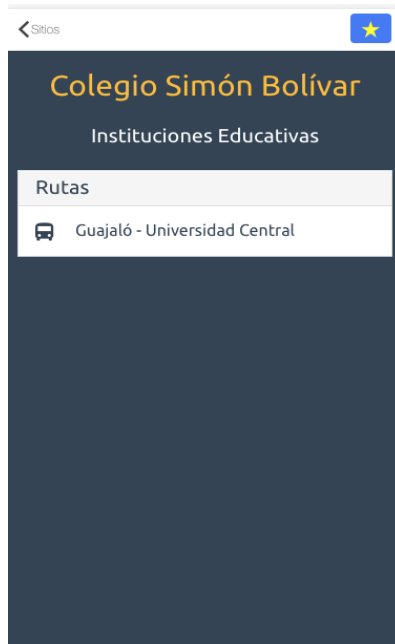 Sitios
Colegio Simón Bolívar
Instituciones Educativas
Rutas
Guajaló - Universidad Central